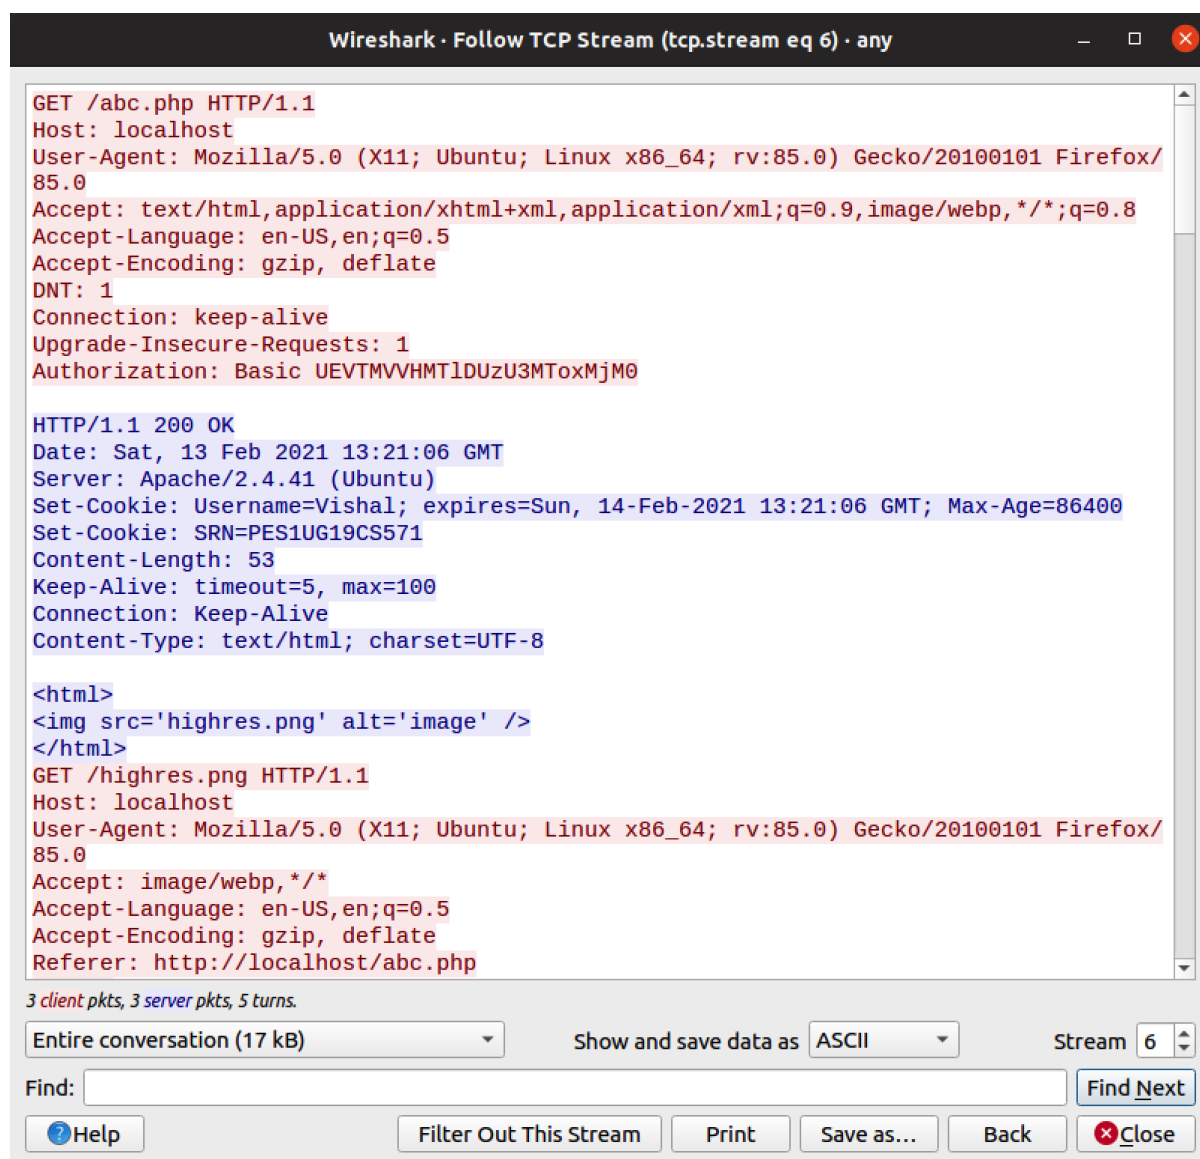 Wireshark · Follow TCP Stream (tcp.stream eq 6) · any
GET /abc.php HTTP/1.1
Host: localhost
User-Agent: Mozilla/5.0 (X11; Ubuntu; Linux x86_64; rv:85.0) Gecko/20100101 Firefox/
85.0
Accept: text/html,application/xhtml+xml,application/xml;q=0.9,image/webp,*/*;q=0.8
Accept-Language: en-US,en;q=0.5
Accept-Encoding: gzip, deflate
DNT: 1
Connection: keep-alive
Upgrade-Insecure-Requests: 1
Authorization: Basic UEVTMVVHMTlDUzU3MToxMjM0

HTTP/1.1 200 OK
Date: Sat, 13 Feb 2021 13:21:06 GMT
Server: Apache/2.4.41 (Ubuntu)
Set-Cookie: Username=Vishal; expires=Sun, 14-Feb-2021 13:21:06 GMT; Max-Age=86400
Set-Cookie: SRN=PES1UG19CS571
Content-Length: 53
Keep-Alive: timeout=5, max=100
Connection: Keep-Alive
Content-Type: text/html; charset=UTF-8

<html>
<img src='highres.png' alt='image' />
</html>
GET /highres.png HTTP/1.1
Host: localhost
User-Agent: Mozilla/5.0 (X11; Ubuntu; Linux x86_64; rv:85.0) Gecko/20100101 Firefox/
85.0
Accept: image/webp,*/*
Accept-Language: en-US,en;q=0.5
Accept-Encoding: gzip, deflate
Referer: http://localhost/abc.php
3 client pkts, 3 server pkts, 5 turns.
Entire conversation (17 kB) Show and save data as ASCII Stream 6
Find: Find Next
Help Filter Out This Stream Print Save as… Back Close